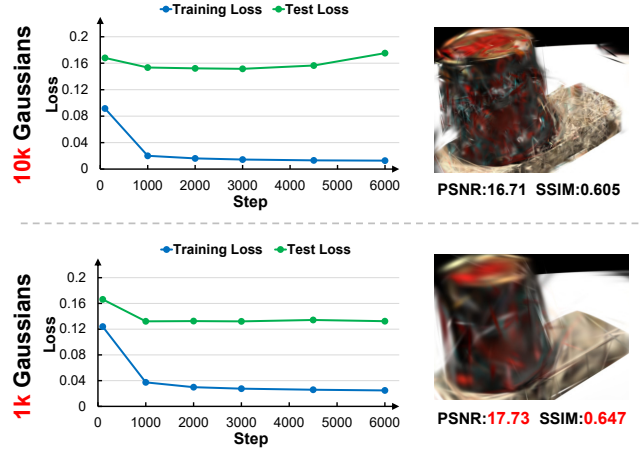 Training Loss Test Loss
0.2
0.16
0.12
0.08
0.04
0
Loss
0 1000 2000 3000 4000 5000 6000
Step
10k Gaussians
PSNR:16.71 SSIM:0.605
Training Loss Test Loss
0.2
0.16
0.12
0.08
0.04
0
Loss
0 1000 2000 3000 4000 5000 6000
Step
1k Gaussians
PSNR:17.73 SSIM:0.647